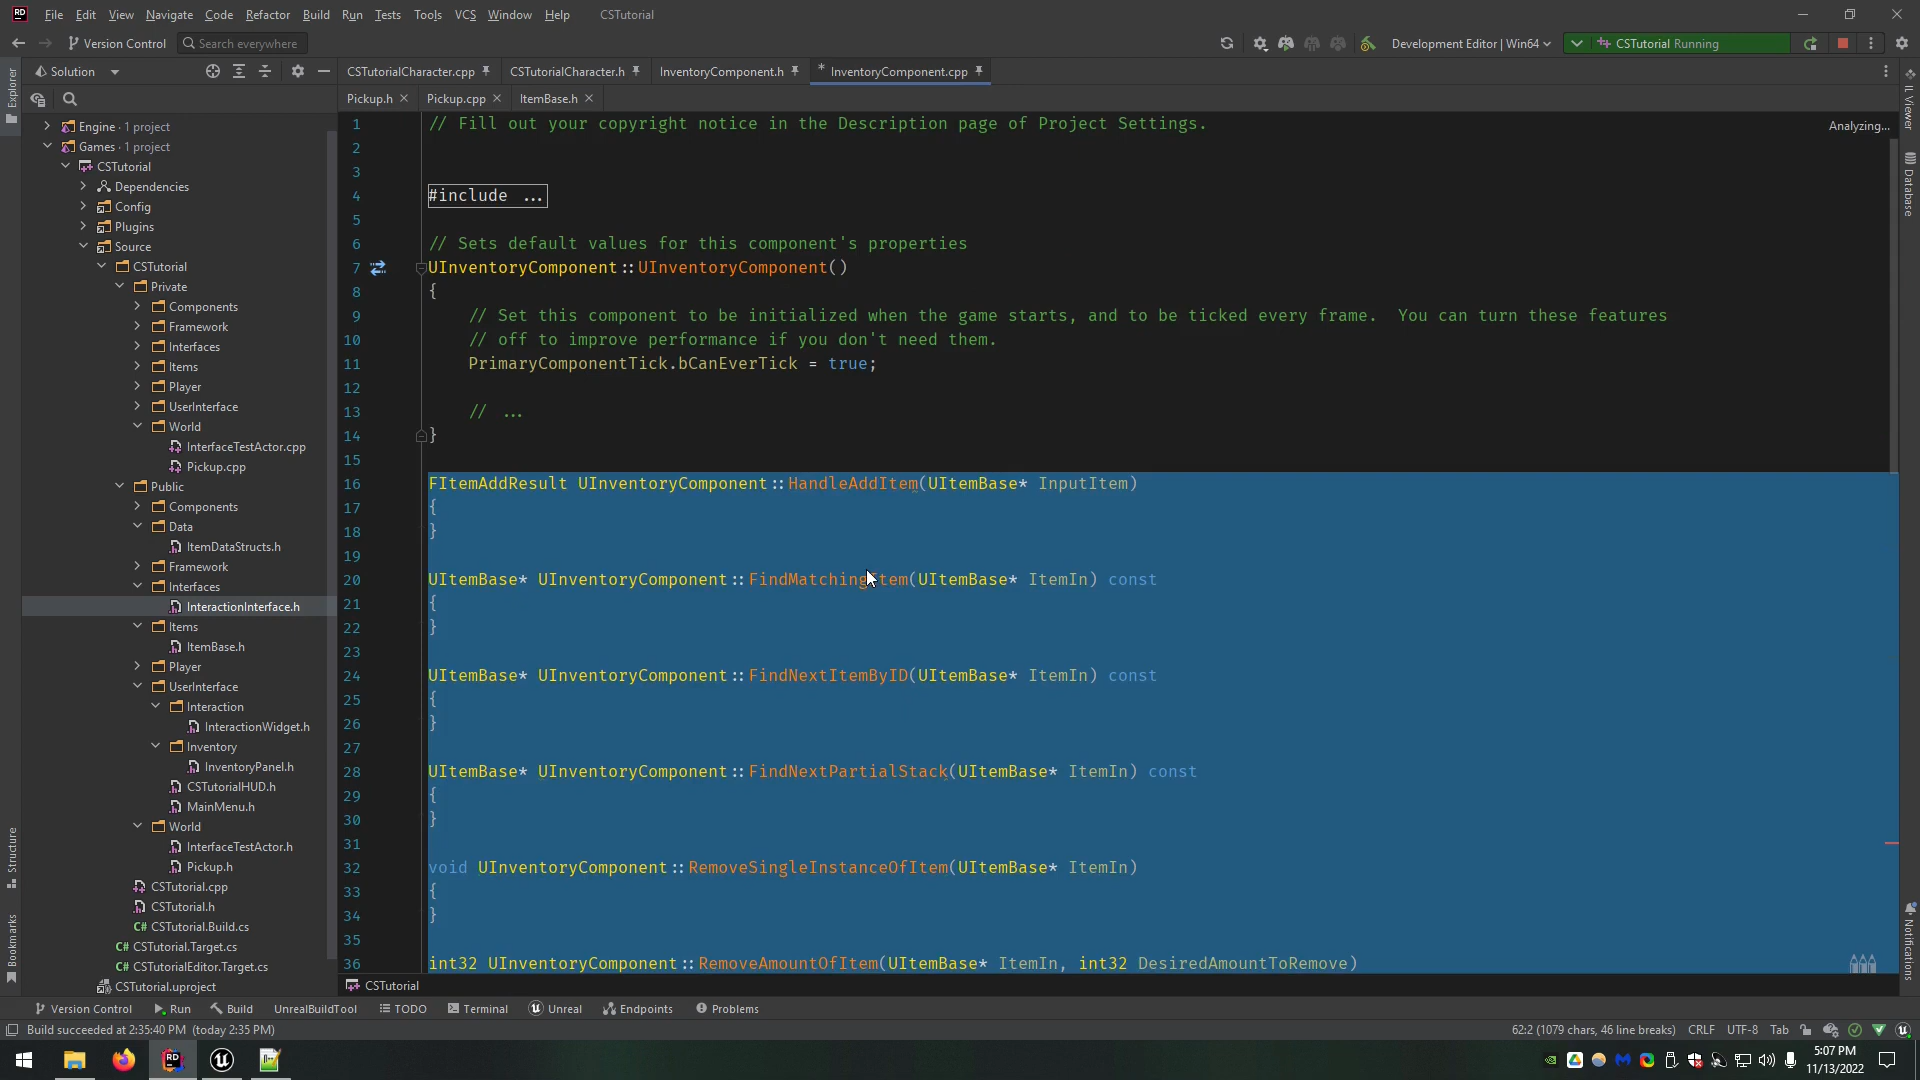 File Edit View Navigate Code Refactor Build Run Tests Tools VCS Window Help CSTutorial
Version Control Search everywhere Development Editor | Win64 CSTutorial Running
Explorer
Solution
CSTutorialCharacter.cpp CSTutorialCharacter.h InventoryComponent.h * InventoryComponent.cpp
Pickup.h Pickup.cpp ItemBase.h
Engine · 1 project
Games · 1 project
CSTutorial
Dependencies
Config
Plugins
Source
CSTutorial
Private
Components
Framework
Interfaces
Items
Player
UserInterface
World
InterfaceTestActor.cpp
Pickup.cpp
Public
Components
Data
ItemDataStructs.h
Framework
Interfaces
InteractionInterface.h
Items
ItemBase.h
Player
UserInterface
Interaction
InteractionWidget.h
Inventory
InventoryPanel.h
CSTutorialHUD.h
MainMenu.h
World
InterfaceTestActor.h
Pickup.h
CSTutorial.cpp
CSTutorial.h
C# CSTutorial.Build.cs
C# CSTutorial.Target.cs
C# CSTutorialEditor.Target.cs
CSTutorial.uproject
Structure
Bookmarks
1 // Fill out your copyright notice in the Description page of Project Settings.
2
3
4 #include ...
5
6 // Sets default values for this component's properties
7 UInventoryComponent::UInventoryComponent()
8 {
9 // Set this component to be initialized when the game starts, and to be ticked every frame.  You can turn these features
10 // off to improve performance if you don't need them.
11 PrimaryComponentTick.bCanEverTick = true;
12
13 // ...
14 }
15
16 FItemAddResult UInventoryComponent::HandleAddItem(UItemBase* InputItem)
17 {
18 }
19
20 UItemBase* UInventoryComponent::FindMatchingItem(UItemBase* ItemIn) const
21 {
22 }
23
24 UItemBase* UInventoryComponent::FindNextItemByID(UItemBase* ItemIn) const
25 {
26 }
27
28 UItemBase* UInventoryComponent::FindNextPartialStack(UItemBase* ItemIn) const
29 {
30 }
31
32 void UInventoryComponent::RemoveSingleInstanceOfItem(UItemBase* ItemIn)
33 {
34 }
35
36 int32 UInventoryComponent::RemoveAmountOfItem(UItemBase* ItemIn, int32 DesiredAmountToRemove)
Analyzing...
IL Viewer
Database
Notifications
CSTutorial
Version Control Run Build UnrealBuildTool TODO Terminal Unreal Endpoints Problems
Build succeeded at 2:35:40 PM (today 2:35 PM) 62:2 (1079 chars, 46 line breaks) CRLF UTF-8 Tab
RD
5:07 PM
11/13/2022